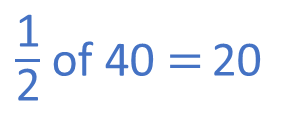 1/2 of 40 = 20